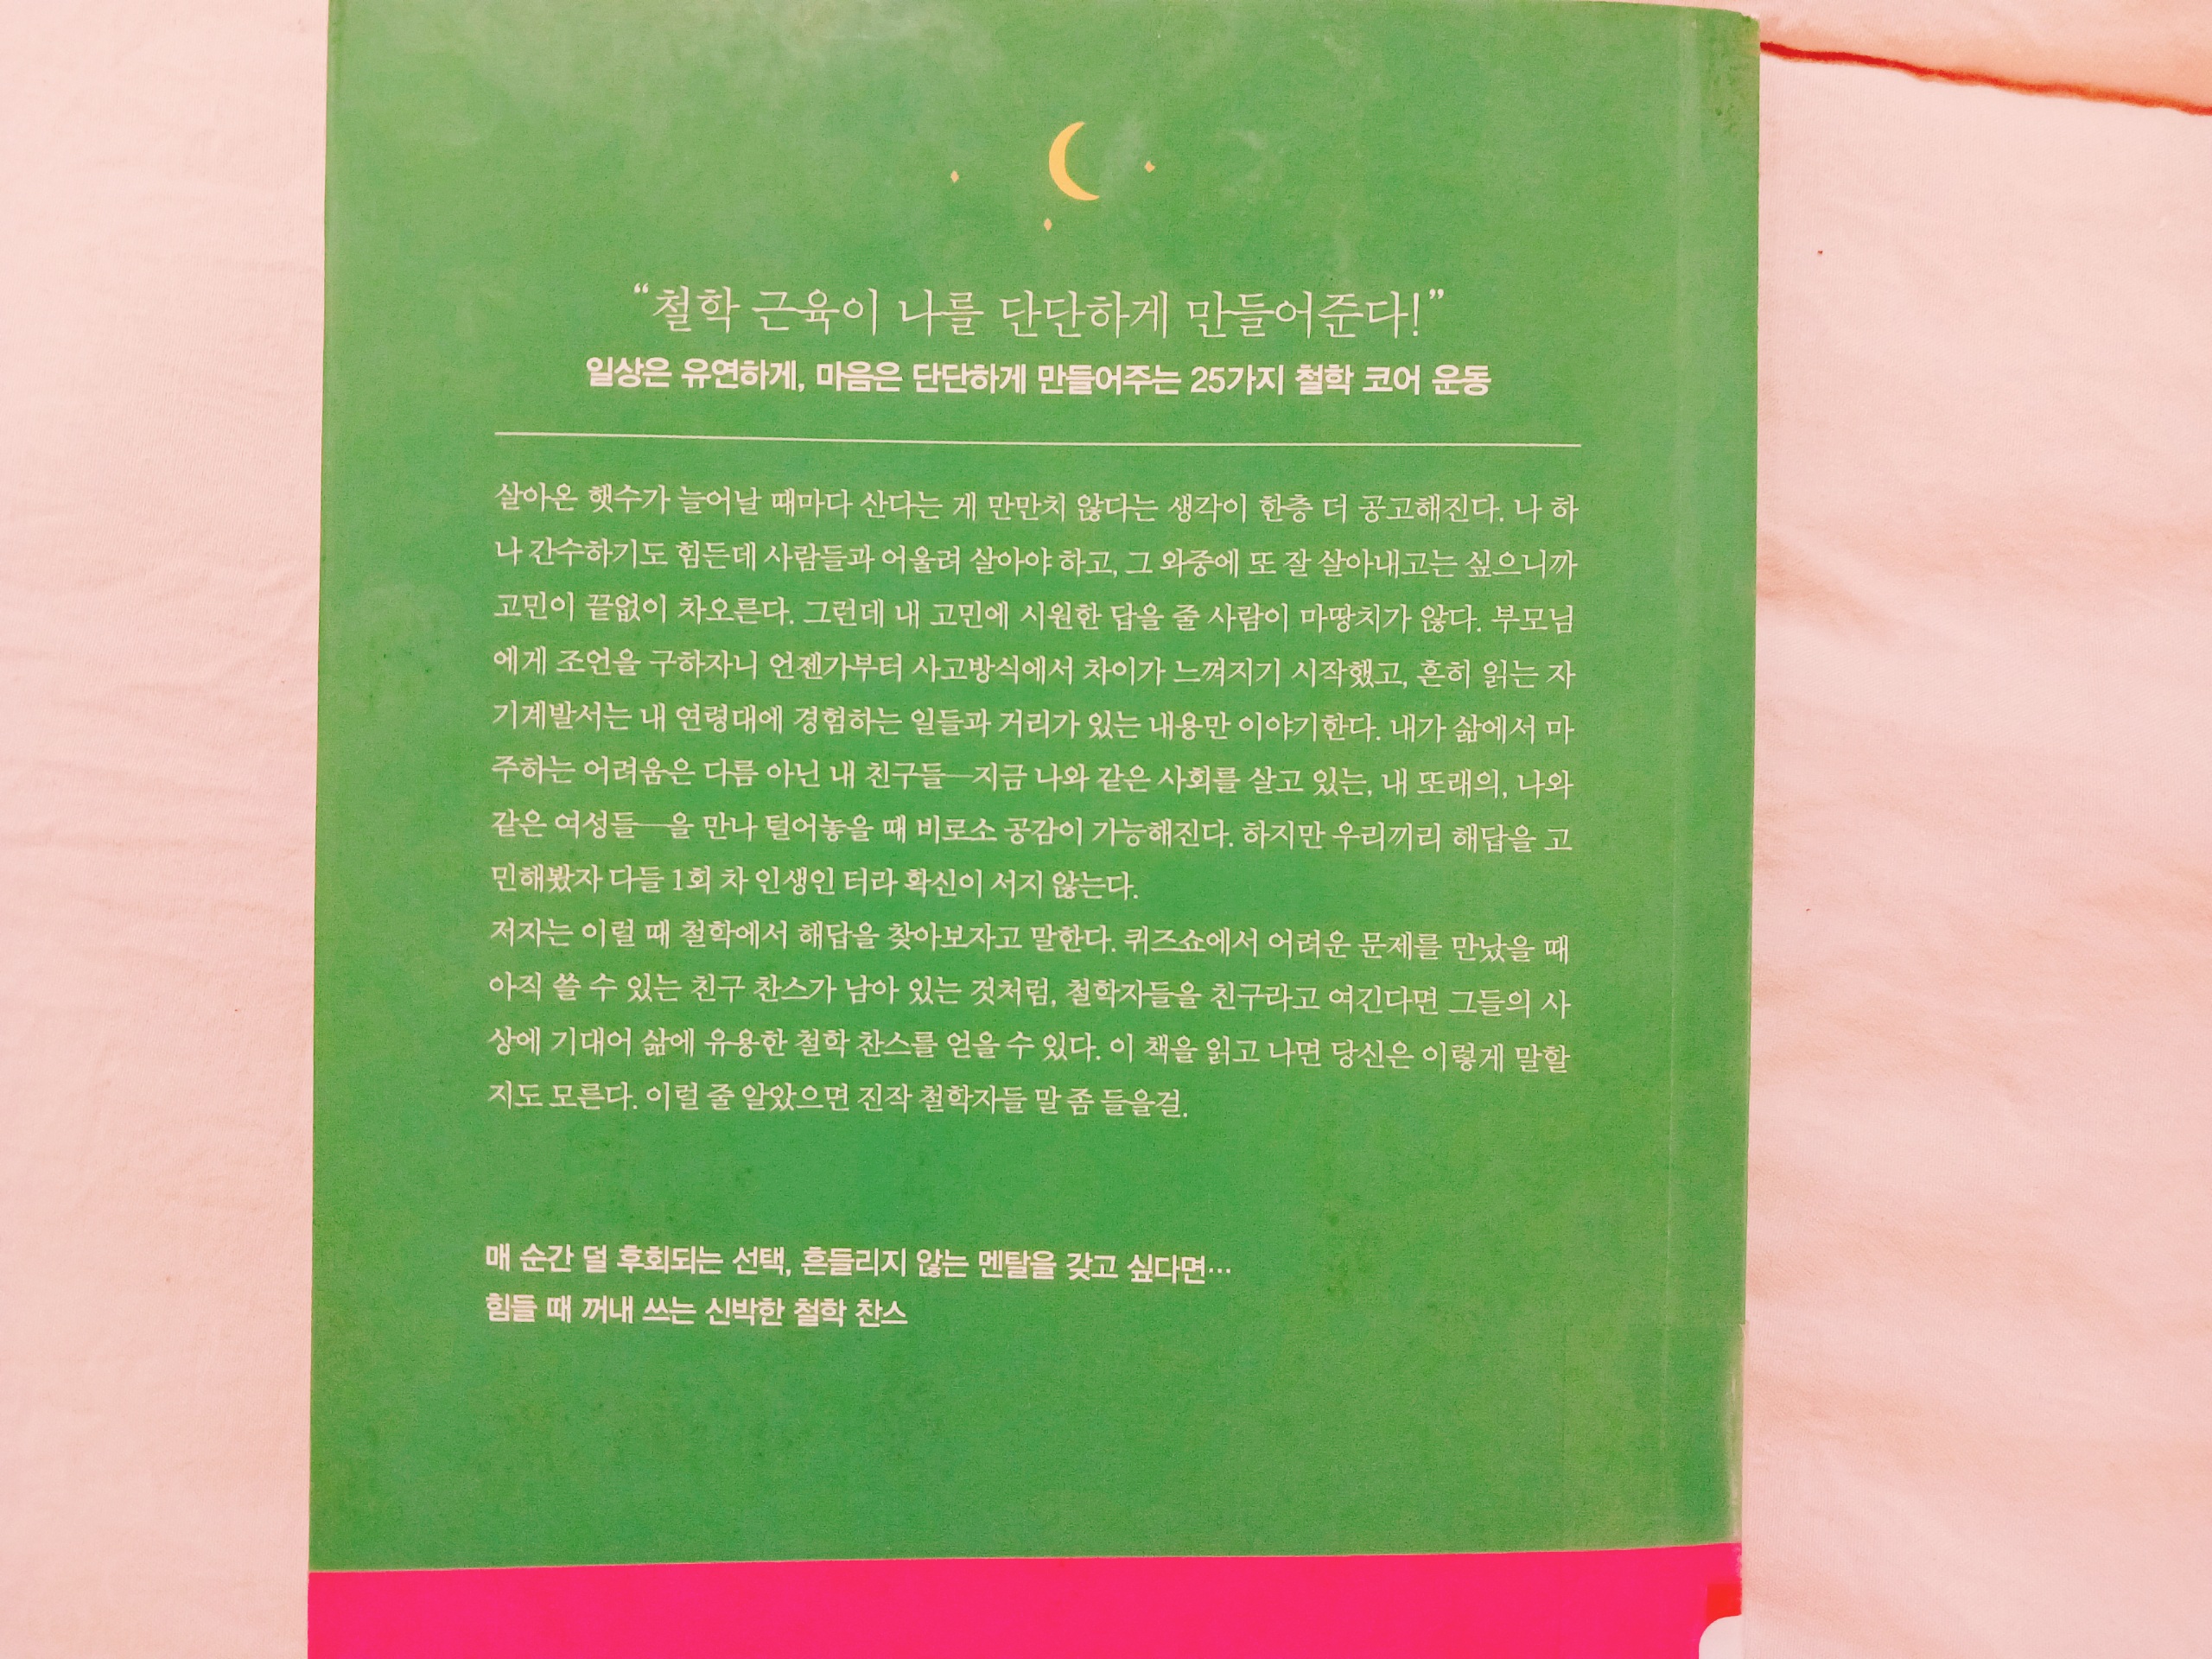 “철학 근육이 나를 단단하게 만들어준다!”
일상은 유연하게, 마음은 단단하게 만들어주는 25가지 철학 코어 운동
살아온 햇수가 늘어날 때마다 산다는 게 만만치 않다는 생각이 한층 더 공고해진다. 나 하
나 간수하기도 힘든데 사람들과 어울려 살아야 하고, 그 와중에 또 잘 살아내고는 싶으니까
고민이 끝없이 차오른다. 그런데 내 고민에 시원한 답을 줄 사람이 마땅치가 않다. 부모님
에게 조언을 구하자니 언젠가부터 사고방식에서 차이가 느껴지기 시작했고, 흔히 읽는 자
기계발서는 내 연령대에 경험하는 일들과 거리가 있는 내용만 이야기한다. 내가 삶에서 마
주하는 어려움은 다름 아닌 내 친구들—지금 나와 같은 사회를 살고 있는, 내 또래의, 나와
같은 여성들—을 만나 털어놓을 때 비로소 공감이 가능해진다. 하지만 우리끼리 해답을 고
민해봤자 다들 1회 차 인생인 터라 확신이 서지 않는다.
저자는 이럴 때 철학에서 해답을 찾아보자고 말한다. 퀴즈쇼에서 어려운 문제를 만났을 때
아직 쓸 수 있는 친구 찬스가 남아 있는 것처럼, 철학자들을 친구라고 여긴다면 그들의 사
상에 기대어 삶에 유용한 철학 찬스를 얻을 수 있다. 이 책을 읽고 나면 당신은 이렇게 말할
지도 모른다. 이럴 줄 알았으면 진작 철학자들 말 좀 들을걸.
매 순간 덜 후회되는 선택, 흔들리지 않는 멘탈을 갖고 싶다면…
힘들 때 꺼내 쓰는 신박한 철학 찬스